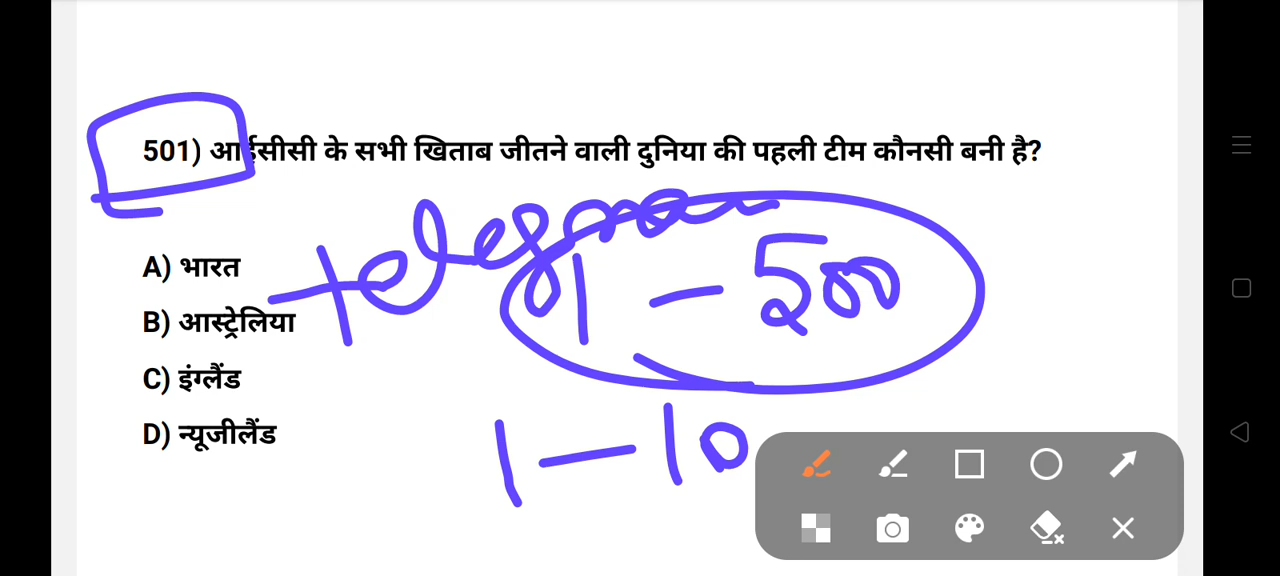 501) आईसीसी के सभी खिताब जीतने वाली दुनिया की पहली टीम कौनसी बनी है?
telegram
A) भारत
1 - 500
B) आस्ट्रेलिया
C) इंग्लैंड
D) न्यूजीलैंड
1 - 10